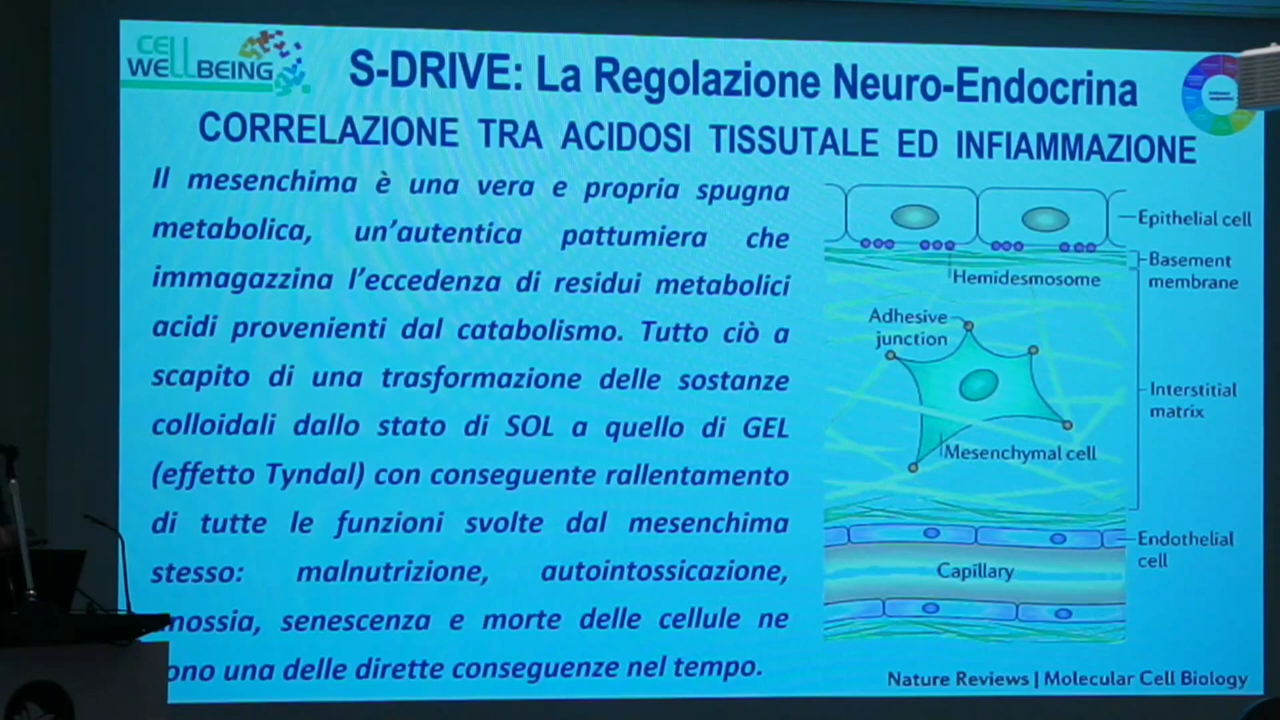 CELL
WELLBEING
S-DRIVE: La Regolazione Neuro-Endocrina
CORRELAZIONE TRA ACIDOSI TISSUTALE ED INFIAMMAZIONE
Il mesenchima è una vera e propria spugna
metabolica, un'autentica pattumiera che
immagazzina l'eccedenza di residui metabolici
acidi provenienti dal catabolismo. Tutto ciò a
scapito di una trasformazione delle sostanze
colloidali dallo stato di SOL a quello di GEL
(effetto Tyndal) con conseguente rallentamento
di tutte le funzioni svolte dal mesenchima
stesso: malnutrizione, autointossicazione,
senescenza e morte delle cellule ne
una delle dirette conseguenze nel tempo.
Epithelial cell
Basement
membrane
Hemidesmosome
Adhesive
junction
Interstitial
matrix
Mesenchymal cell
Endothelial
cell
Capillary
Nature Reviews | Molecular Cell Biology